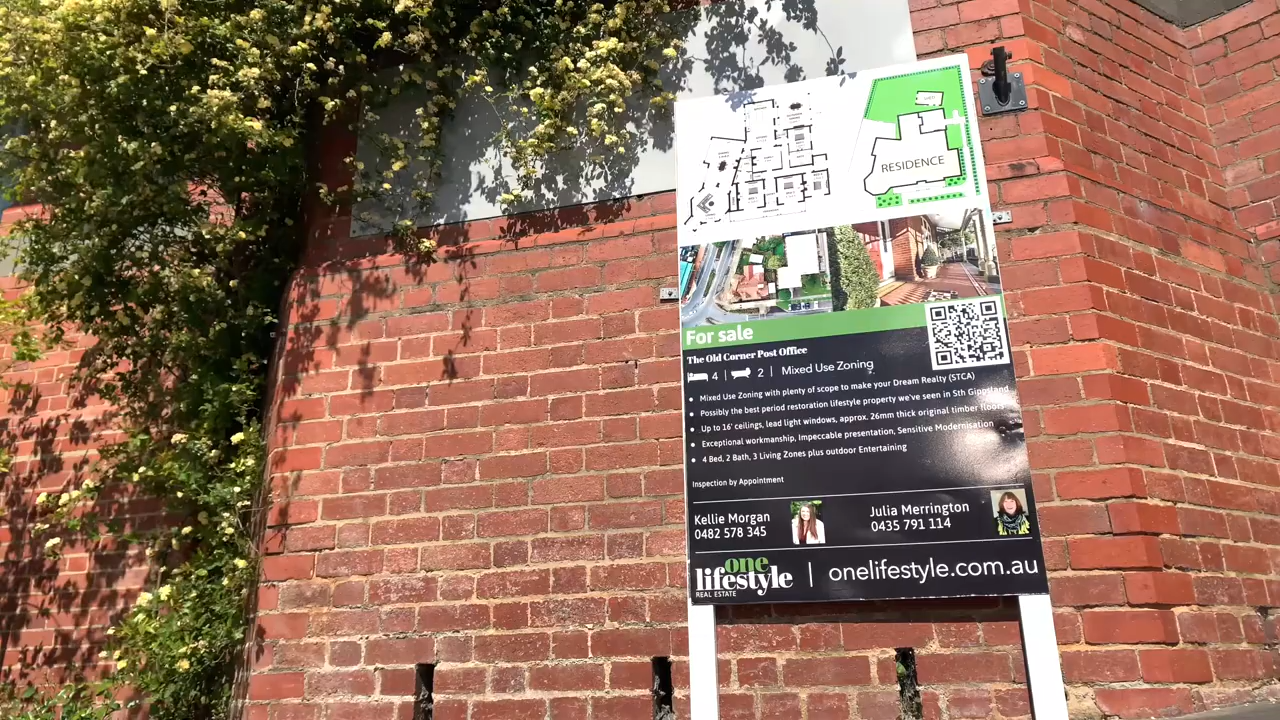 RESIDENCE
For sale
The Old Corner Post Office
4 | 2 | Mixed Use Zoning
• Mixed Use Zoning with plenty of scope to make your Dream Realty (STCA)
• Possibly the best period restoration lifestyle property we've seen in Sth Gippsland
• Up to 16' ceilings, lead light windows, approx. 26mm thick original timber floors
• Exceptional workmanship, Impeccable presentation, Sensitive Modernisation
• 4 Bed, 2 Bath, 3 Living Zones plus outdoor Entertaining
Inspection by Appointment
Kellie Morgan
0482 578 345
Julia Merrington
0435 791 114
one
lifestyle
REAL ESTATE
| onelifestyle.com.au